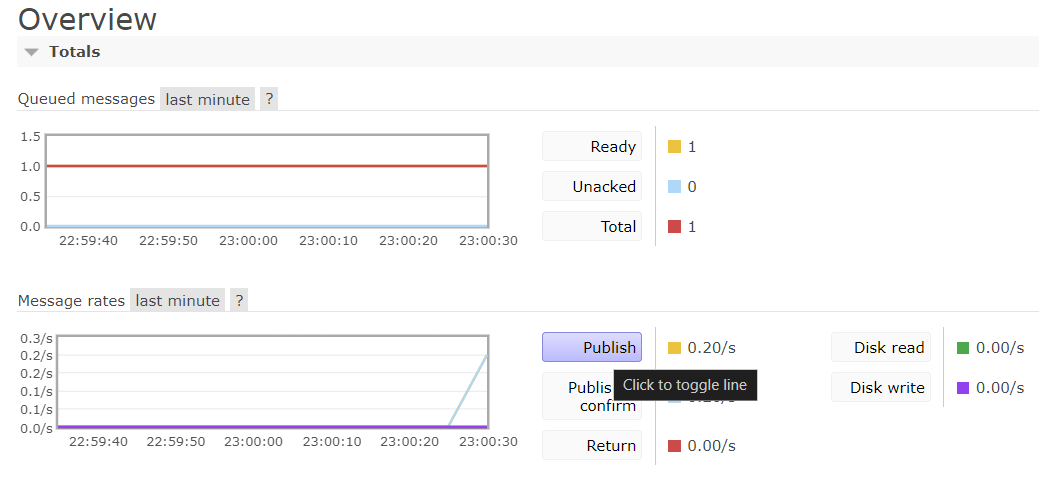 Overview
Totals
Queued messages last minute ?
1.5
1.0
0.5
0.0
22:59:40 22:59:50 23:00:00 23:00:10 23:00:20 23:00:30
Ready 1
Unacked 0
Total 1
Message rates last minute ?
0.3/s
0.2/s
0.2/s
0.1/s
0.1/s
0.0/s
22:59:40 22:59:50 23:00:00 23:00:10 23:00:20 23:00:30
Publish 0.20/s
Click to toggle line
confirm
Return 0.00/s
Disk read 0.00/s
Disk write 0.00/s